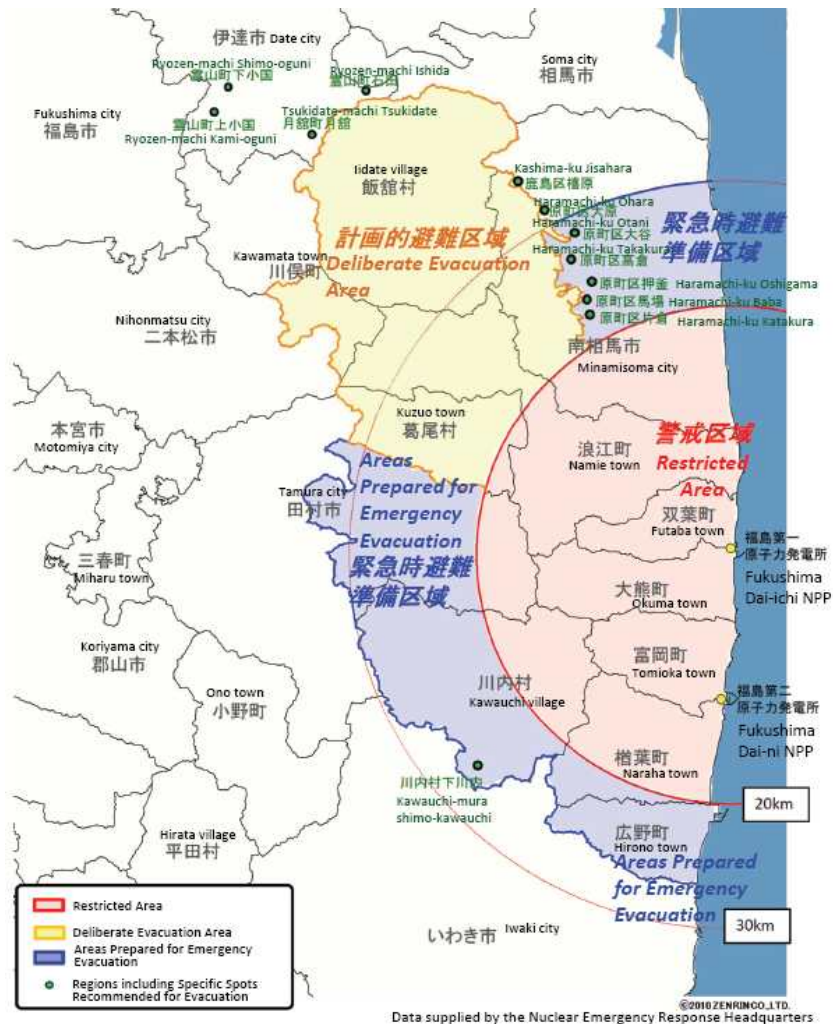 伊達市 Date city
Ryozen-machi Shimo-oguni
霊山町下小国
Ryozen-machi Ishida
霊山町石田
Soma city
相馬市
Fukushima city
福島市
霊山町上小国
Ryozen-machi Kami-oguni
Tsukidate-machi Tsukidate
月舘町月舘
Iidate village
飯舘村
Kashima-ku Jisahara
鹿島区橲原
Haramachi-ku Ohara
原町区大原
Haramachi-ku Otani
原町区大谷
Haramachi-ku Takakura
原町区高倉
緊急時避難
準備区域
計画的避難区域
Deliberate Evacuation
Area
Kawamata town
川俣町
原町区押釜 Haramachi-ku Oshigama
原町区馬場 Haramachi-ku Baba
原町区片倉 Haramachi-ku Katakura
Nihonmatsu city
二本松市
南相馬市
Minamisoma city
Kuzuo town
葛尾村
本宮市
Motomiya city
浪江町
Namie town
警戒区域
Restricted
Area
Areas
Prepared for
Emergency
Evacuation
緊急時避難
準備区域
Tamura city
田村市
双葉町
Futaba town
福島第一
原子力発電所
Fukushima
Dai-ichi NPP
三春町
Miharu town
大熊町
Okuma town
Koriyama city
郡山市
富岡町
Tomioka town
川内村
Kawauchi village
Ono town
小野町
福島第二
原子力発電所
Fukushima
Dai-ni NPP
楢葉町
Naraha town
川内村下川内
Kawauchi-mura
shimo-kawauchi
20km
広野町
Hirono town
Hirata village
平田村
Areas Prepared
for Emergency
Evacuation
30km
いわき市 Iwaki city
Restricted Area
Deliberate Evacuation Area
Areas Prepared for Emergency
Evacuation
Regions including Specific Spots
Recommended for Evacuation
©2010 ZENRIN CO., LTD.
Data supplied by the Nuclear Emergency Response Headquarters